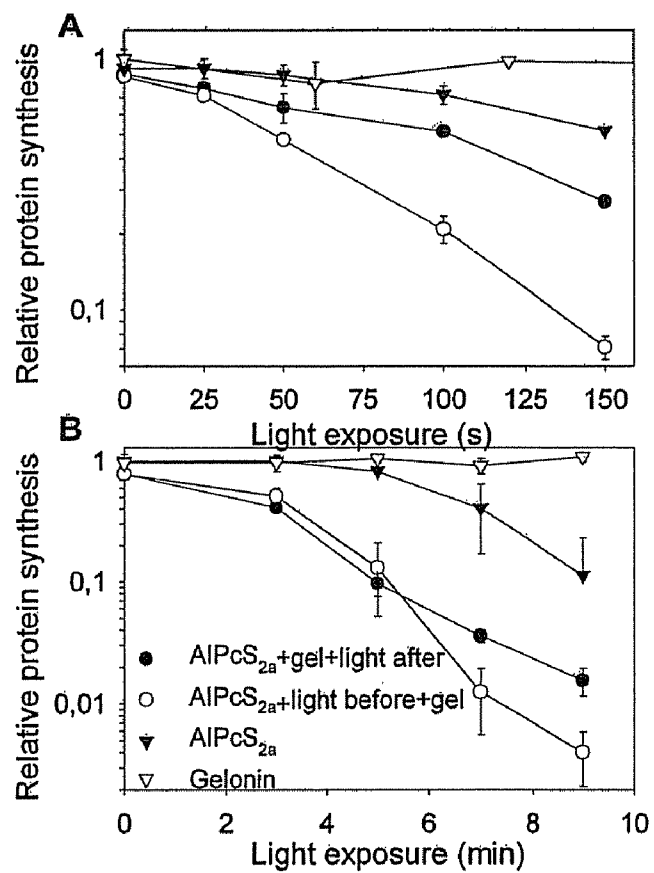 A
Relative protein synthesis
1
0,1
0 25 50 75 100 125 150
Light exposure (s)
B
Relative protein synthesis
1
0,1
0,01
AlPcS2a+gel+light after
AlPcS2a+light before+gel
AlPcS2a
Gelonin
0 2 4 6 8 10
Light exposure (min)